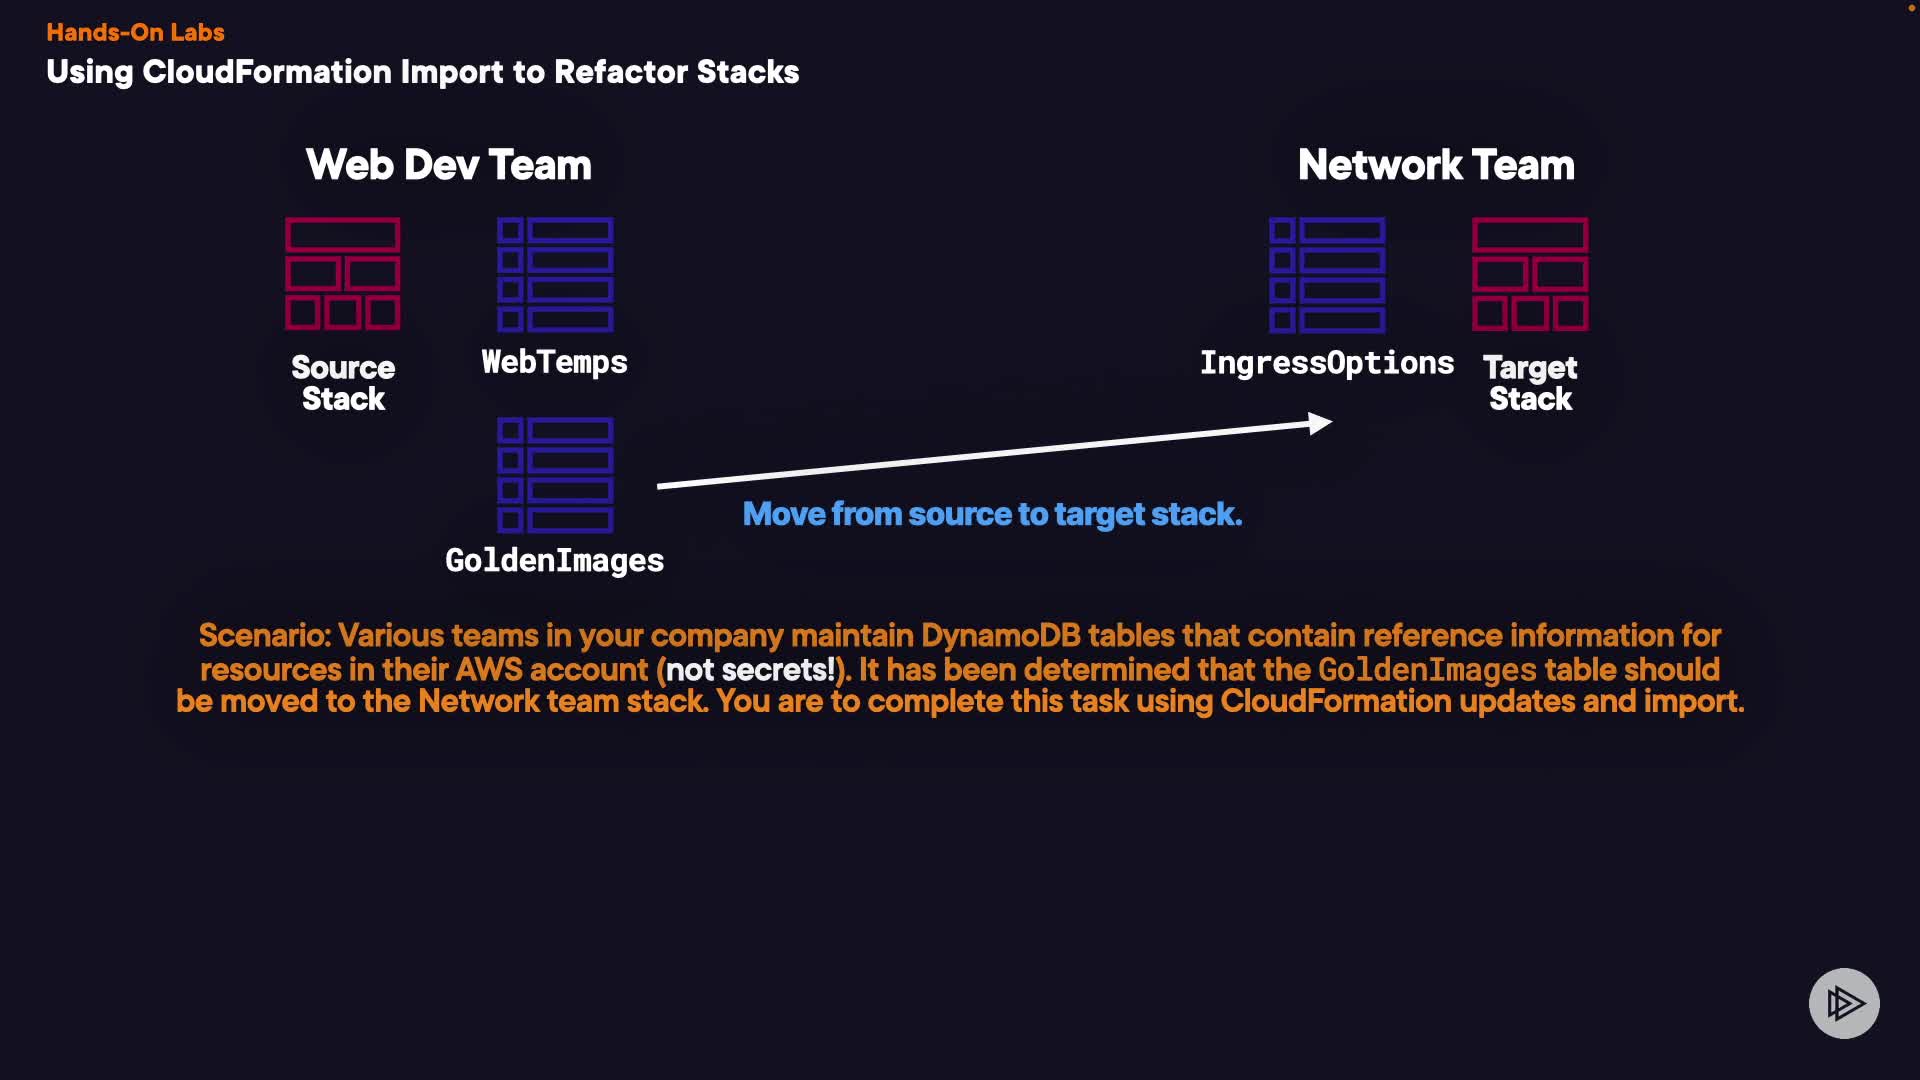 Hands-On Labs
Using CloudFormation Import to Refactor Stacks
Web Dev Team
Network Team
Source
Stack
WebTemps
IngressOptions
Target
Stack
Move from source to target stack.
GoldenImages
Scenario: Various teams in your company maintain DynamoDB tables that contain reference information for
resources in their AWS account (not secrets!). It has been determined that the GoldenImages table should
be moved to the Network team stack. You are to complete this task using CloudFormation updates and import.